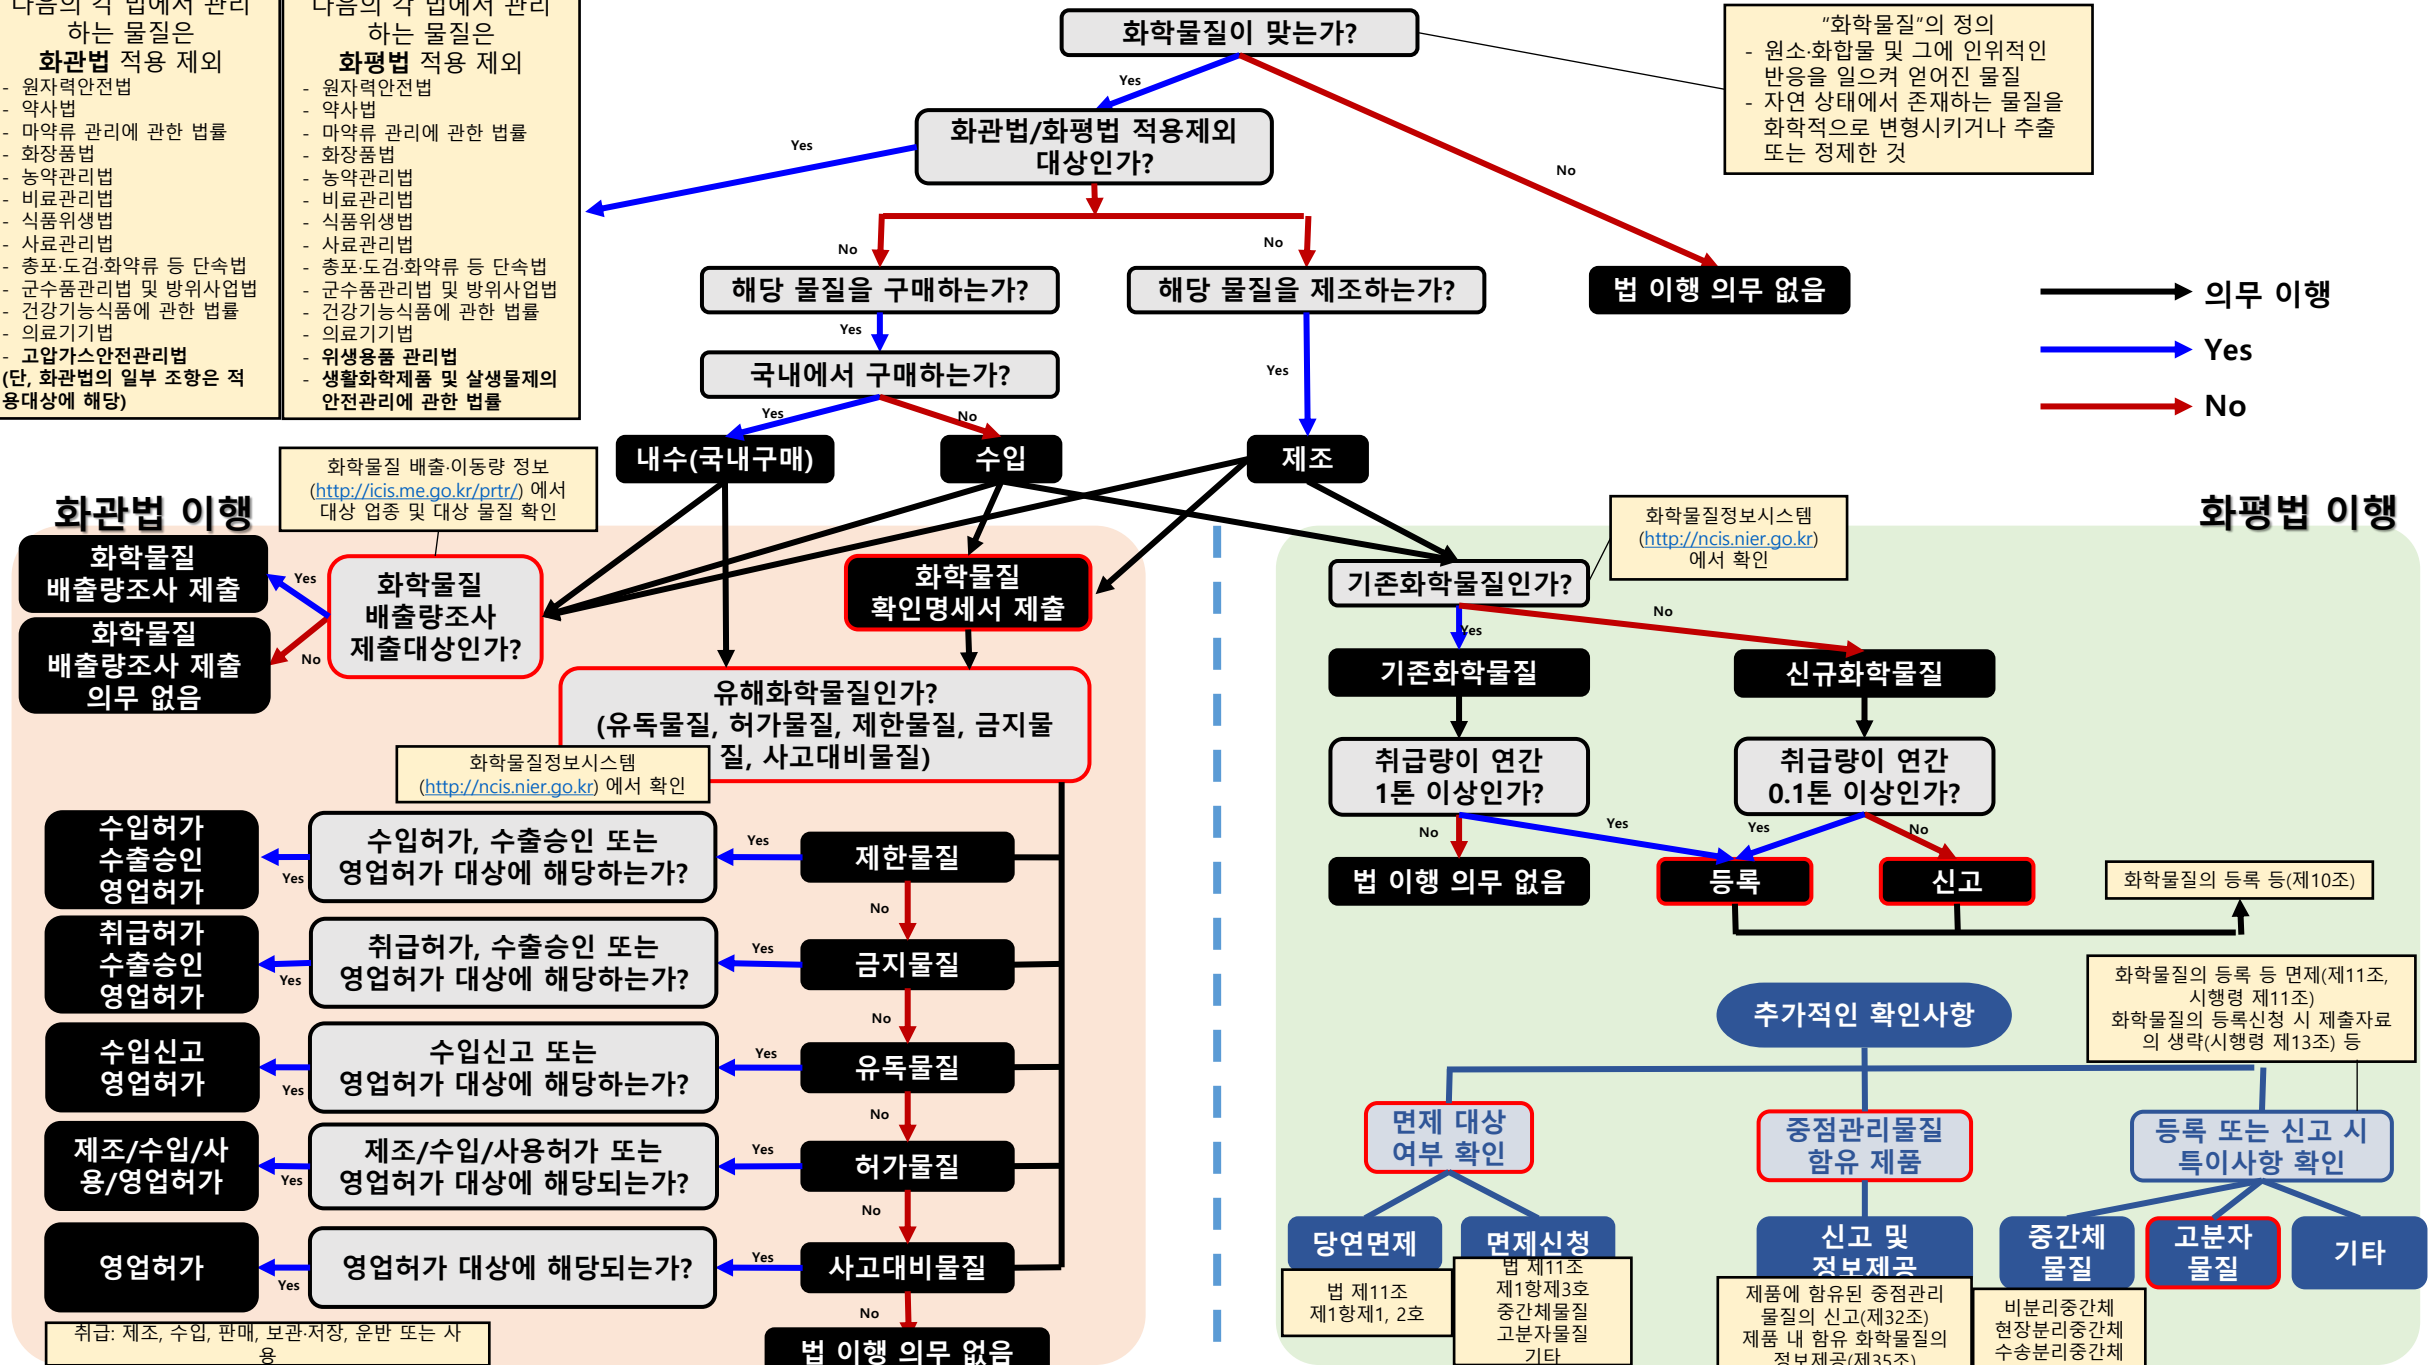 다음의 각 법에서 관리
하는 물질은
화관법 적용 제외
- 원자력안전법
- 약사법
- 마약류 관리에 관한 법률
- 화장품법
- 농약관리법
- 비료관리법
- 식품위생법
- 사료관리법
- 총포·도검·화약류 등 단속법
- 군수품관리법 및 방위사업법
- 건강기능식품에 관한 법률
- 의료기기법
- 고압가스안전관리법
(단, 화관법의 일부 조항은 적
용대상에 해당)
다음의 각 법에서 관리
하는 물질은
화평법 적용 제외
- 원자력안전법
- 약사법
- 마약류 관리에 관한 법률
- 화장품법
- 농약관리법
- 비료관리법
- 식품위생법
- 사료관리법
- 총포·도검·화약류 등 단속법
- 군수품관리법 및 방위사업법
- 건강기능식품에 관한 법률
- 의료기기법
- 위생용품 관리법
- 생활화학제품 및 살생물제의
안전관리에 관한 법률
화학물질이 맞는가?
"화학물질"의 정의
- 원소·화합물 및 그에 인위적인
반응을 일으켜 얻어진 물질
- 자연 상태에서 존재하는 물질을
화학적으로 변형시키거나 추출
또는 정제한 것
Yes
No
화관법/화평법 적용제외
대상인가?
Yes
No
No
해당 물질을 구매하는가?
해당 물질을 제조하는가?
법 이행 의무 없음
의무 이행
Yes
No
Yes
Yes
국내에서 구매하는가?
Yes
No
내수(국내구매)
수입
제조
화관법 이행
화학물질 배출·이동량 정보
(http://icis.me.go.kr/prtr/) 에서
대상 업종 및 대상 물질 확인
화학물질
배출량조사 제출
화학물질
배출량조사 제출
의무 없음
Yes
No
화학물질
배출량조사
제출대상인가?
화학물질
확인명세서 제출
유해화학물질인가?
(유독물질, 허가물질, 제한물질, 금지물
질, 사고대비물질)
화학물질정보시스템
(http://ncis.nier.go.kr) 에서 확인
수입허가
수출승인
영업허가
Yes
수입허가, 수출승인 또는
영업허가 대상에 해당하는가?
Yes
제한물질
No
취급허가
수출승인
영업허가
Yes
취급허가, 수출승인 또는
영업허가 대상에 해당하는가?
Yes
금지물질
No
수입신고
영업허가
Yes
수입신고 또는
영업허가 대상에 해당하는가?
Yes
유독물질
No
제조/수입/사
용/영업허가
Yes
제조/수입/사용허가 또는
영업허가 대상에 해당되는가?
Yes
허가물질
No
영업허가
Yes
영업허가 대상에 해당되는가?
Yes
사고대비물질
No
법 이행 의무 없음
취급: 제조, 수입, 판매, 보관·저장, 운반 또는 사
용
화평법 이행
화학물질정보시스템
(http://ncis.nier.go.kr)
에서 확인
기존화학물질인가?
Yes
No
기존화학물질
신규화학물질
취급량이 연간
1톤 이상인가?
취급량이 연간
0.1톤 이상인가?
No
Yes
Yes
No
법 이행 의무 없음
등록
신고
화학물질의 등록 등(제10조)
추가적인 확인사항
화학물질의 등록 등 면제(제11조,
시행령 제11조)
화학물질의 등록신청 시 제출자료
의 생략(시행령 제13조) 등
면제 대상
여부 확인
중점관리물질
함유 제품
등록 또는 신고 시
특이사항 확인
당연면제
면제신청
신고 및
정보제공
중간체
물질
고분자
물질
기타
법 제11조
제1항제1, 2호
법 제11조
제1항제3호
중간체물질
고분자물질
기타
제품에 함유된 중점관리
물질의 신고(제32조)
제품 내 함유 화학물질의
정보제공(제35조)
비분리중간체
현장분리중간체
수송분리중간체